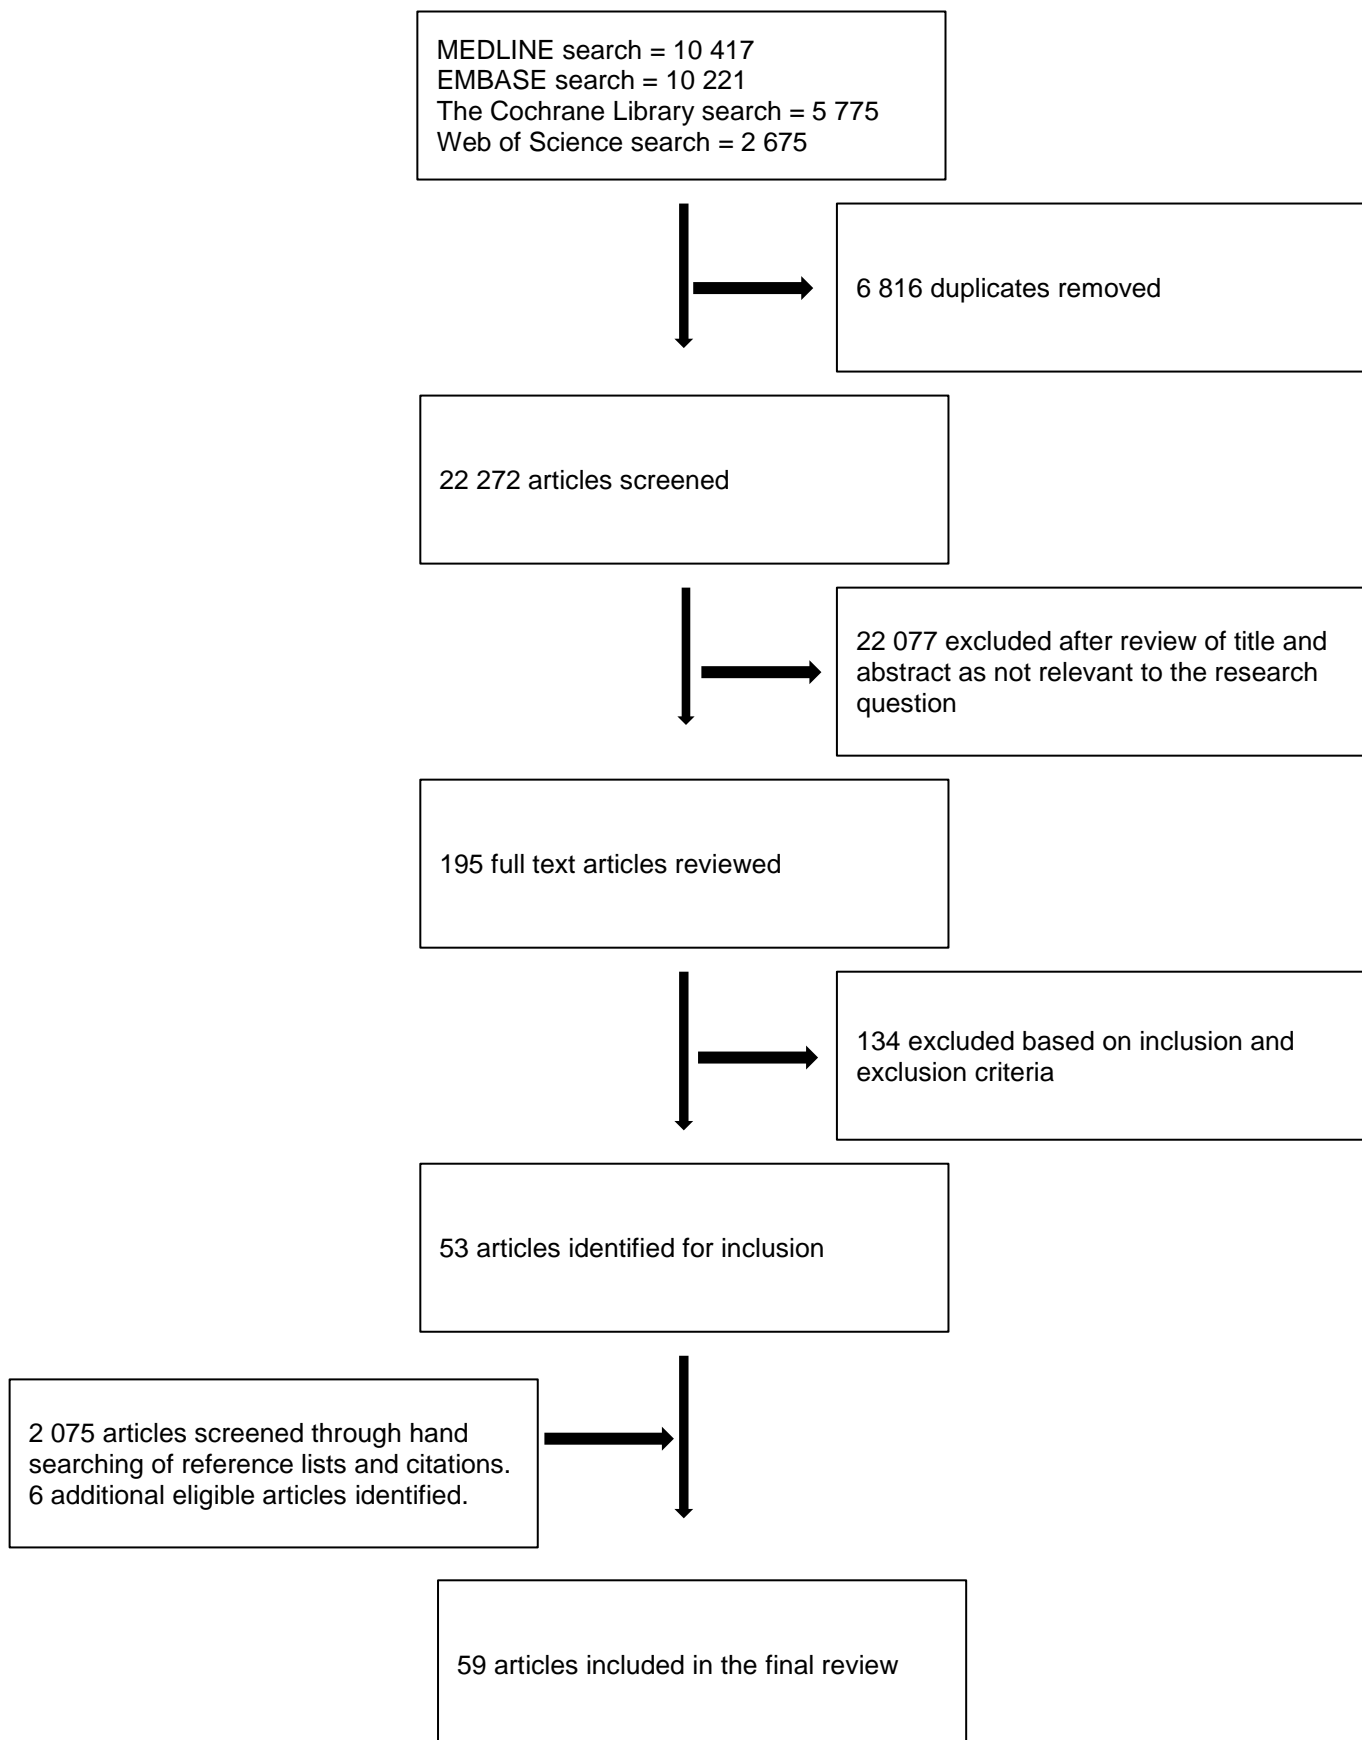 MEDLINE search = 10 417
EMBASE search = 10 221
The Cochrane Library search = 5 775
Web of Science search = 2 675
6 816 duplicates removed
22 272 articles screened
22 077 excluded after review of title and
abstract as not relevant to the research
question
195 full text articles reviewed
134 excluded based on inclusion and
exclusion criteria
53 articles identified for inclusion
2 075 articles screened through hand
searching of reference lists and citations.
6 additional eligible articles identified.
59 articles included in the final review